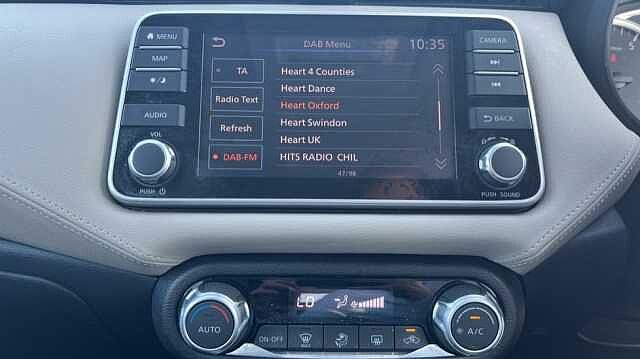 MENU
DAB Menu
10:35
CAMERA
MAP
TA
Heart 4 Counties
Heart Dance
Radio Text
Heart Oxford
AUDIO
Refresh
Heart Swindon
BACK
Heart UK
VOL
DAB-FM
HITS RADIO CHIL
47/98
PUSH
PUSH SOUND
LO
AUTO
A/C
ON·OFF
MAX